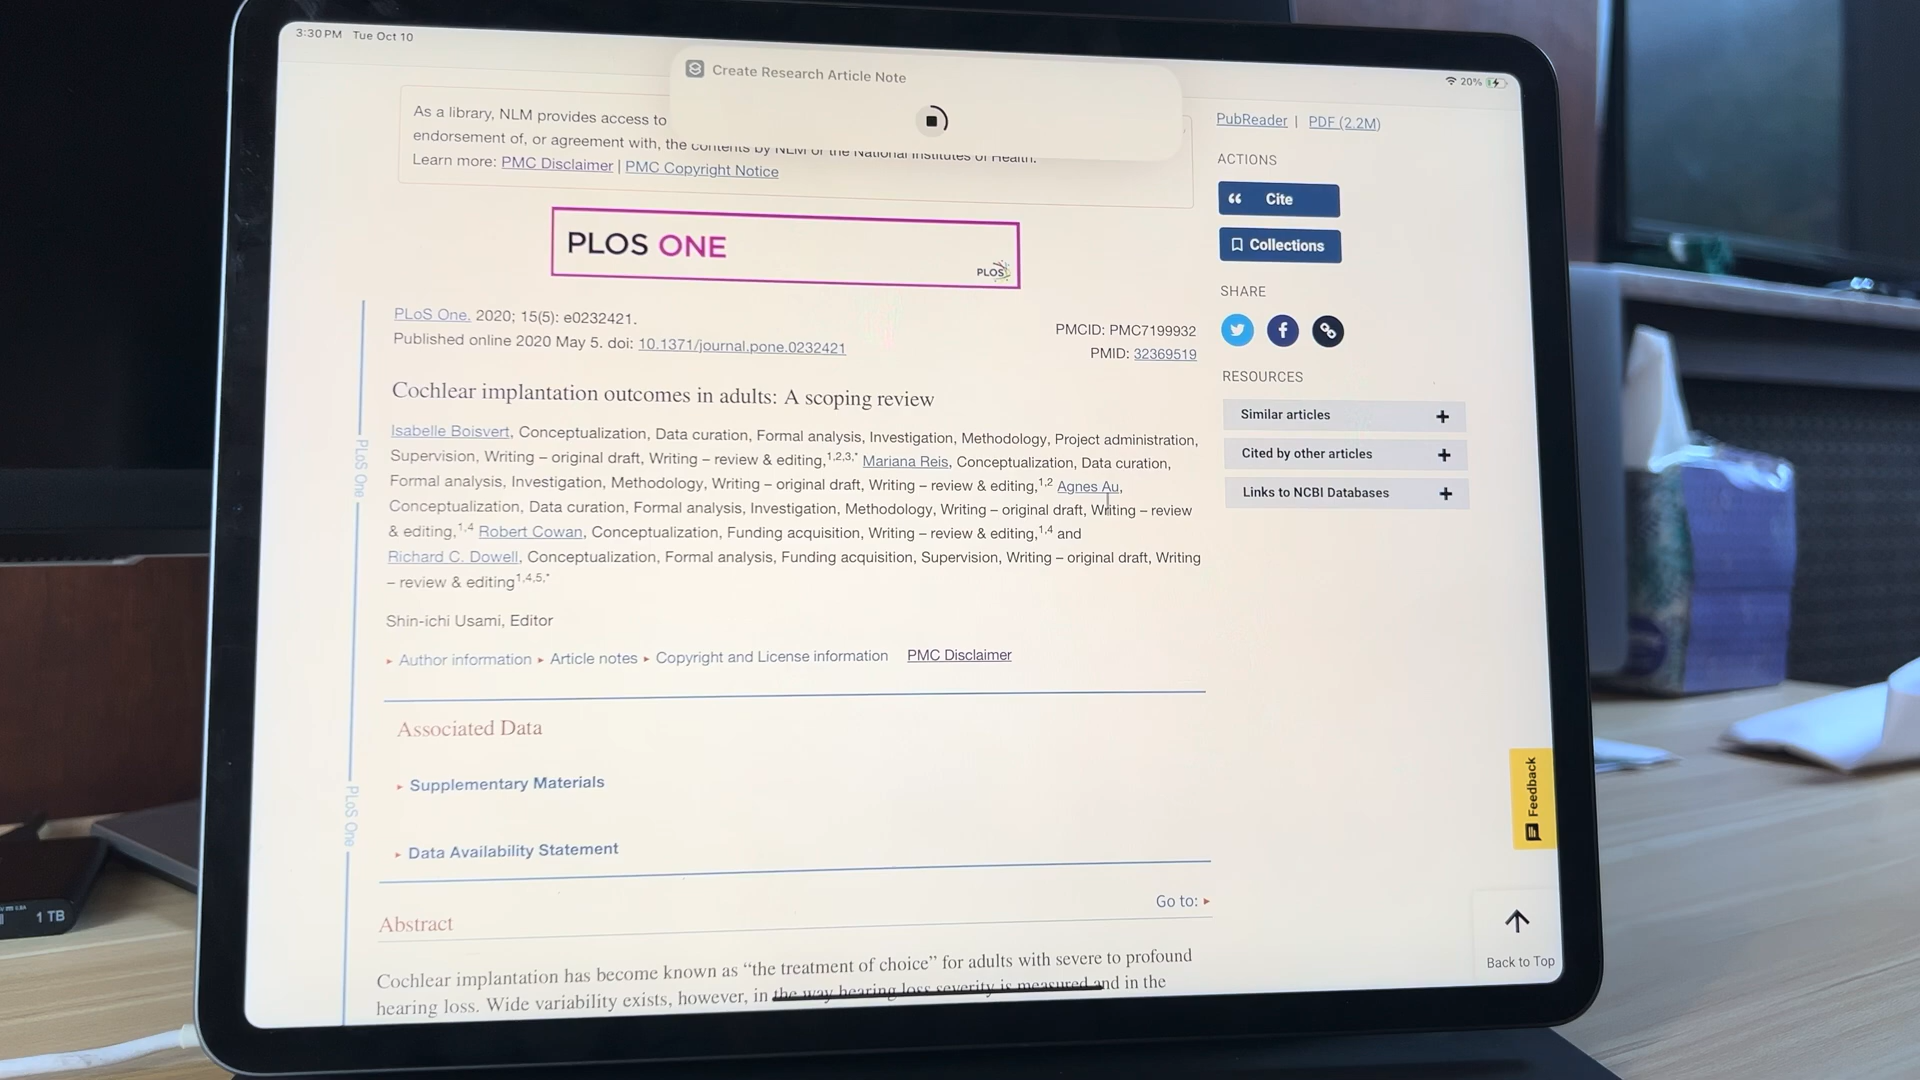 3:30 PM Tue Oct 10
20%
Create Research Article Note
As a library, NLM provides access to
endorsement of, or agreement with, the contents by NLM or the National Institutes of Health.
Learn more: PMC Disclaimer | PMC Copyright Notice
PLOS ONE
PLOS
PLoS One. 2020; 15(5): e0232421.
Published online 2020 May 5. doi: 10.1371/journal.pone.0232421
PMCID: PMC7199932
PMID: 32369519
Cochlear implantation outcomes in adults: A scoping review
Isabelle Boisvert, Conceptualization, Data curation, Formal analysis, Investigation, Methodology, Project administration,
Supervision, Writing – original draft, Writing – review & editing,1,2,3,* Mariana Reis, Conceptualization, Data curation,
Formal analysis, Investigation, Methodology, Writing – original draft, Writing – review & editing,1,2 Agnes Au,
Conceptualization, Data curation, Formal analysis, Investigation, Methodology, Writing – original draft, Writing – review
& editing,1,4 Robert Cowan, Conceptualization, Funding acquisition, Writing – review & editing,1,4 and
Richard C. Dowell, Conceptualization, Formal analysis, Funding acquisition, Supervision, Writing – original draft, Writing
– review & editing1,4,5,*
Shin-ichi Usami, Editor
▸ Author information ▸ Article notes ▸ Copyright and License information PMC Disclaimer
Associated Data
▸ Supplementary Materials
▸ Data Availability Statement
Go to: ▸
Abstract
Cochlear implantation has become known as “the treatment of choice” for adults with severe to profound
hearing loss. Wide variability exists, however, in the way hearing loss severity is measured and in the
PLoS One
PLoS One
PubReader | PDF (2.2M)
ACTIONS
Cite
Collections
SHARE
RESOURCES
Similar articles +
Cited by other articles +
Links to NCBI Databases +
Feedback
Back to Top
1 TB